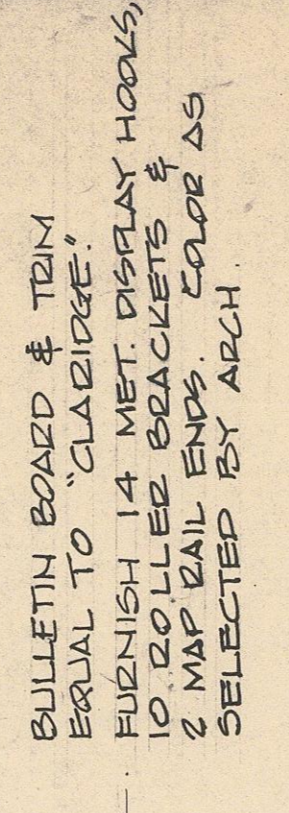 BULLETIN BOARD & TRIM
EQUAL TO "CLARIDGE."
FURNISH 14 MET. DISPLAY HOOKS,
10 ROLLER BRACKETS &
2 MAP RAIL ENDS. COLOR AS
SELECTED BY ARCH.